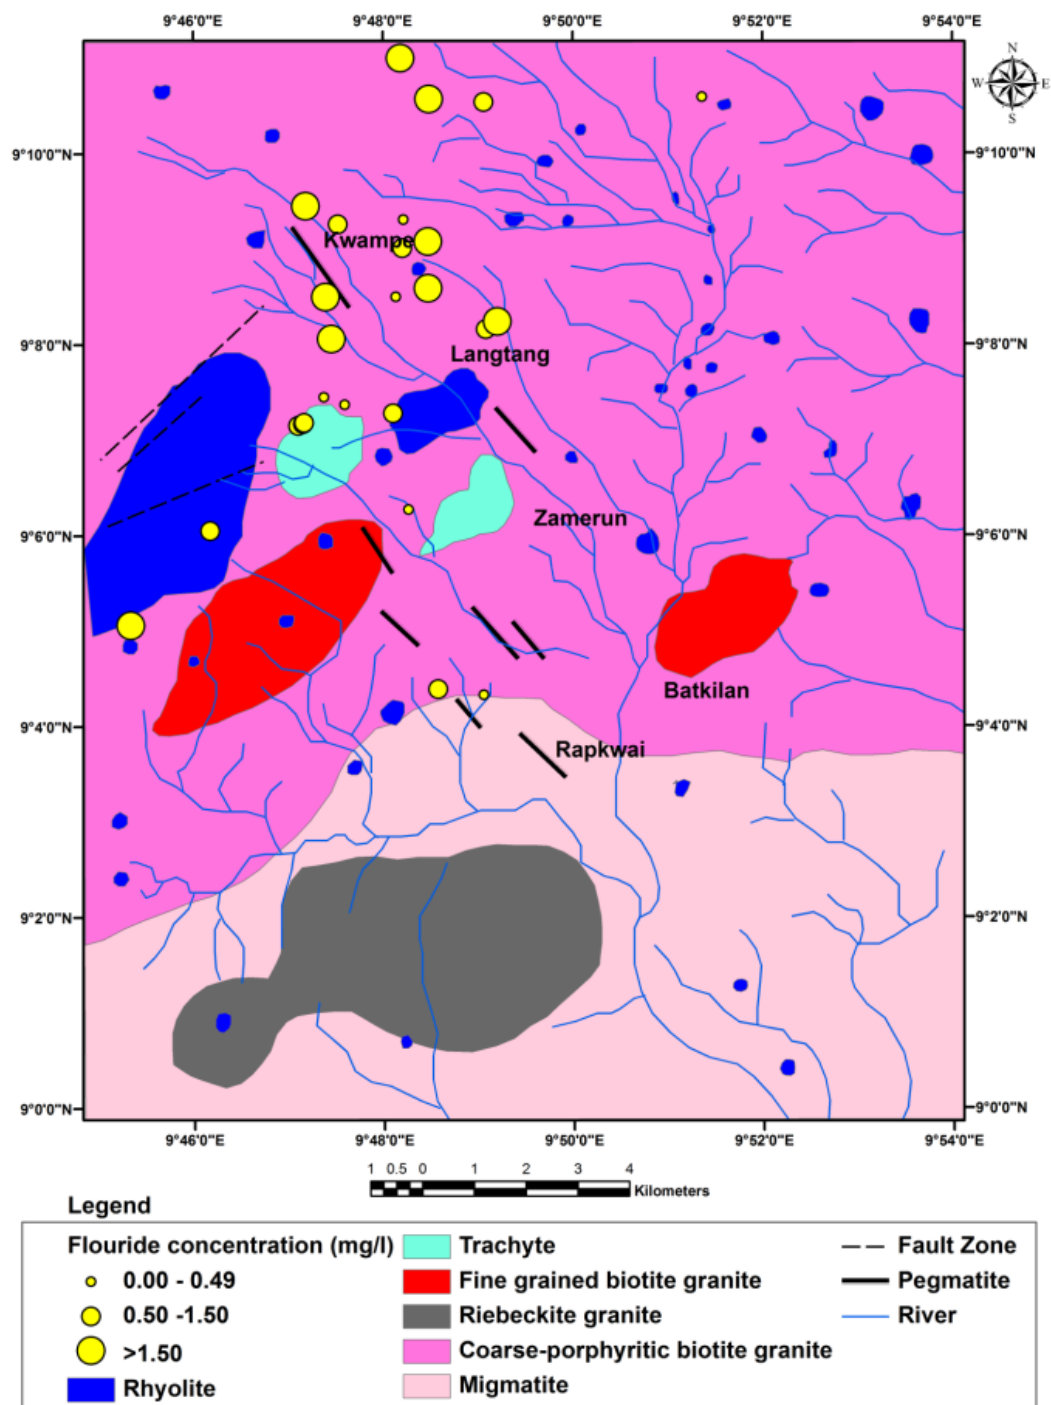 9°46'0"E 9°48'0"E 9°50'0"E 9°52'0"E 9°54'0"E
N
W E
S
9°10'0"N 9°10'0"N
Kwampe
9°8'0"N 9°8'0"N
Langtang
Zamerun
9°6'0"N 9°6'0"N
Batkilan
9°4'0"N 9°4'0"N
Rapkwai
9°2'0"N 9°2'0"N
9°0'0"N 9°0'0"N
9°46'0"E 9°48'0"E 9°50'0"E 9°52'0"E 9°54'0"E
1 0.5 0 1 2 3 4
Kilometers
Legend
Flouride concentration (mg/l) Trachyte Fault Zone
0.00 - 0.49 Fine grained biotite granite Pegmatite
0.50 -1.50 Riebeckite granite River
>1.50 Coarse-porphyritic biotite granite
Rhyolite Migmatite